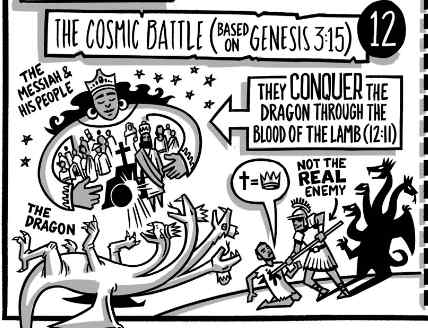 THE COSMIC BATTLE (BASED ON GENESIS 3:15)
12
THE
MESSIAH &
HIS PEOPLE
THEY CONQUER THE
DRAGON THROUGH THE
BLOOD OF THE LAMB (12:11)
NOT THE
REAL
ENEMY
THE
DRAGON